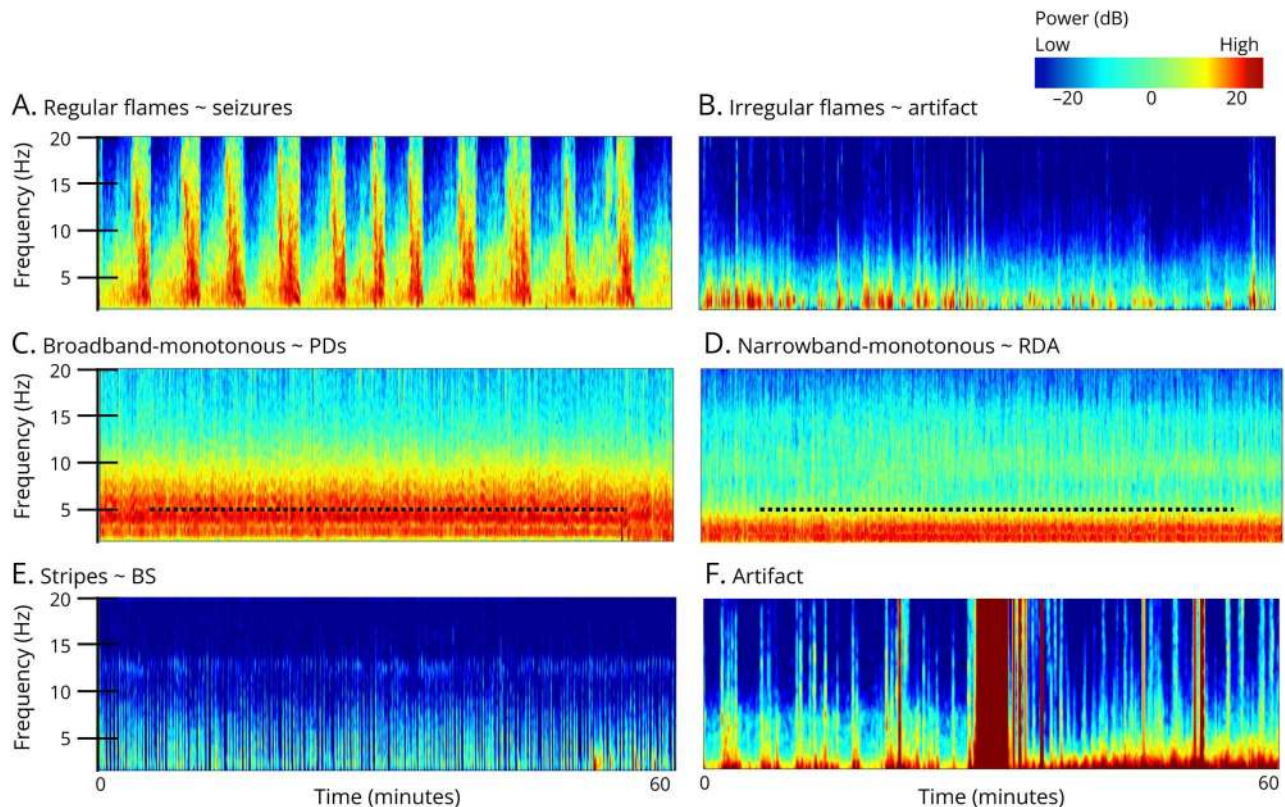 Power (dB)
Low High
−20 0 20
A. Regular flames ~ seizures
B. Irregular flames ~ artifact
20
15
10
5
Frequency (Hz)
C. Broadband-monotonous ~ PDs
D. Narrowband-monotonous ~ RDA
20
15
10
5
Frequency (Hz)
E. Stripes ~ BS
F. Artifact
20
15
10
5
Frequency (Hz)
0 60
Time (minutes)
0 60
Time (minutes)